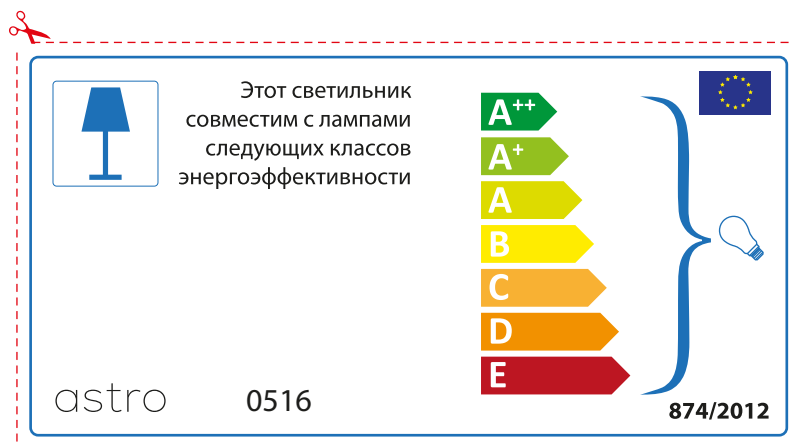 Этот светильник
совместим с лампами
следующих классов
энергоэффективности
A++
A+
A
B
C
D
E
astro 0516
874/2012